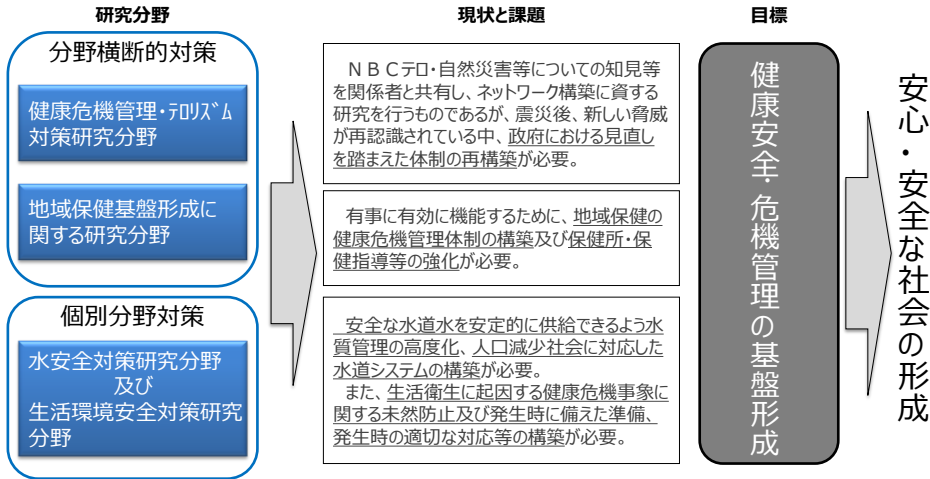 研究分野
現状と課題
目標
分野横断的対策
健康危機管理・ﾃﾛﾘｽﾞﾑ
対策研究分野
地域保健基盤形成に
関する研究分野
個別分野対策
水安全対策研究分野
及び
生活環境安全対策研究
分野
ＮＢＣテロ・自然災害等についての知見等
を関係者と共有し、ネットワーク構築に資する
研究を行うものであるが、震災後、新しい脅威
が再認識されている中、政府における見直し
を踏まえた体制の再構築が必要。
有事に有効に機能するために、地域保健の
健康危機管理体制の構築及び保健所・保
健指導等の強化が必要。
安全な水道水を安定的に供給できるよう水
質管理の高度化、人口減少社会に対応した
水道システムの構築が必要。
また、生活衛生に起因する健康危機事象に
関する未然防止及び発生時に備えた準備、
発生時の適切な対応等の構築が必要。
健康安全・危機管理の基盤形成
安心・安全な社会の形成